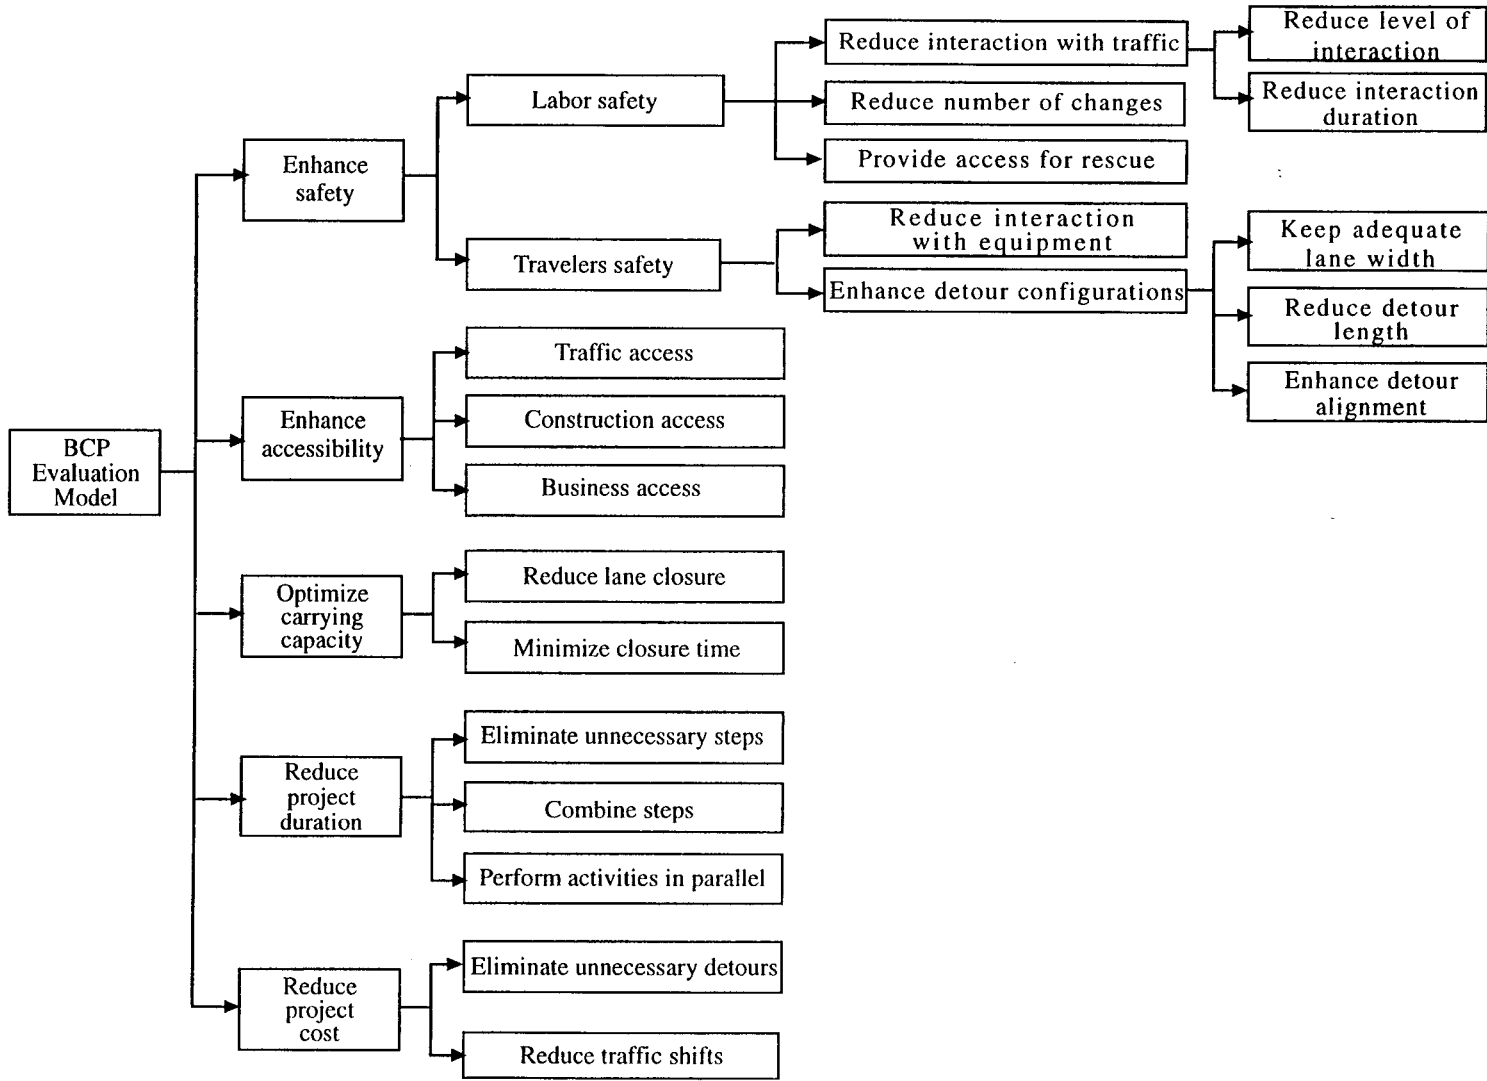 BCP
Evaluation
Model
Enhance
safety
Labor safety
Reduce interaction with traffic
Reduce level of
interaction
Reduce interaction
duration
Reduce number of changes
Provide access for rescue
Travelers safety
Reduce interaction
with equipment
Enhance detour configurations
Keep adequate
lane width
Reduce detour
length
Enhance detour
alignment
Enhance
accessibility
Traffic access
Construction access
Business access
Optimize
carrying
capacity
Reduce lane closure
Minimize closure time
Reduce
project
duration
Eliminate unnecessary steps
Combine steps
Perform activities in parallel
Reduce
project
cost
Eliminate unnecessary detours
Reduce traffic shifts